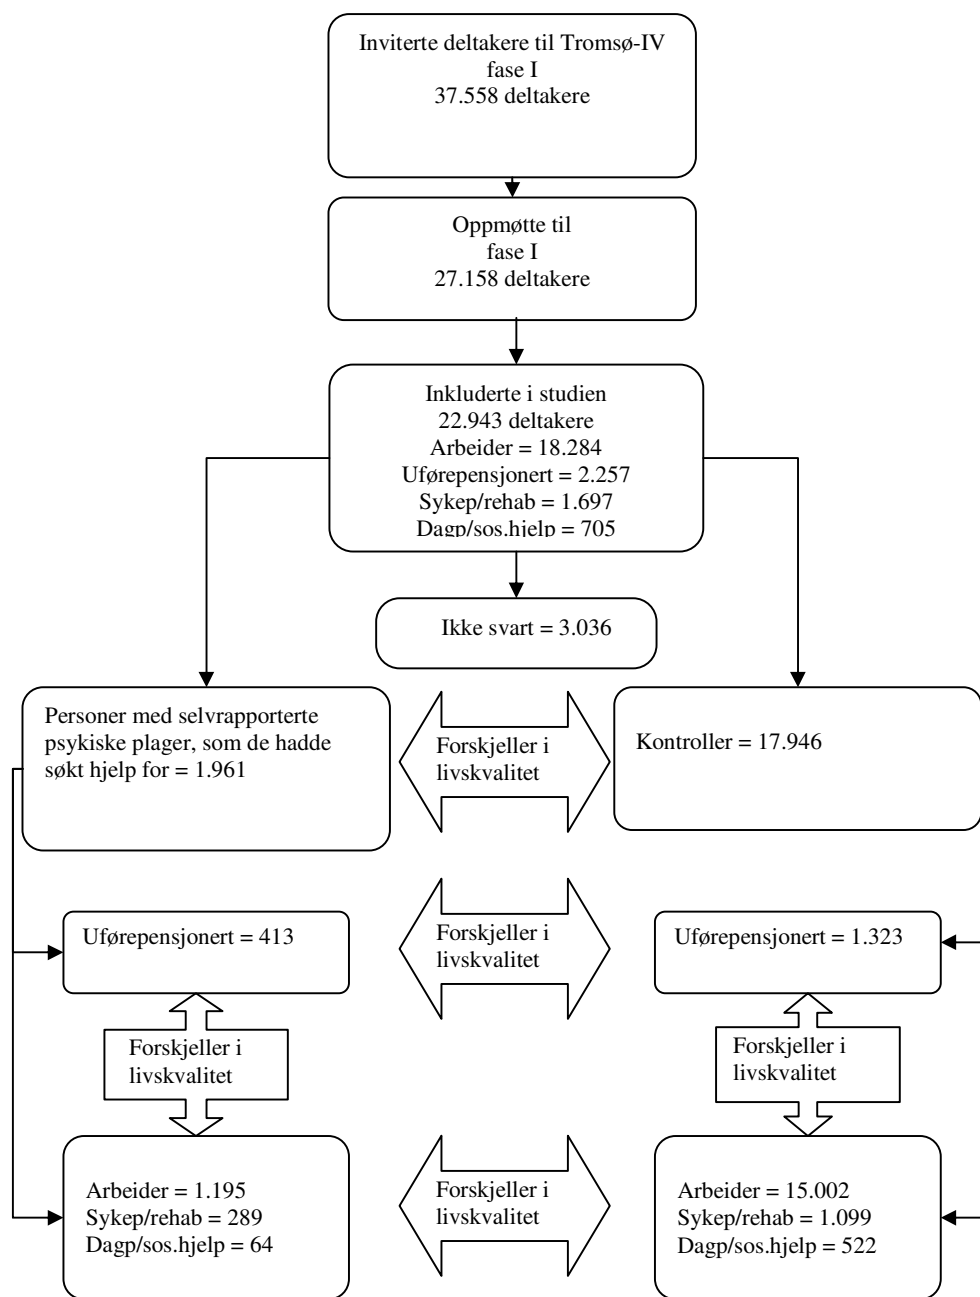 Inviterte deltakere til Tromsø-IV
fase I
37.558 deltakere
Oppmøtte til
fase I
27.158 deltakere
Inkluderte i studien
22.943 deltakere
Arbeider = 18.284
Uførepensjonert = 2.257
Sykep/rehab = 1.697
Dagp/sos.hjelp = 705
Ikke svart = 3.036
Personer med selvrapporterte
psykiske plager, som de hadde
søkt hjelp for = 1.961
Forskjeller i
livskvalitet
Kontroller = 17.946
Uførepensjonert = 413
Forskjeller i
livskvalitet
Uførepensjonert = 1.323
Forskjeller i
livskvalitet
Forskjeller i
livskvalitet
Arbeider = 1.195
Sykep/rehab = 289
Dagp/sos.hjelp = 64
Forskjeller i
livskvalitet
Arbeider = 15.002
Sykep/rehab = 1.099
Dagp/sos.hjelp = 522